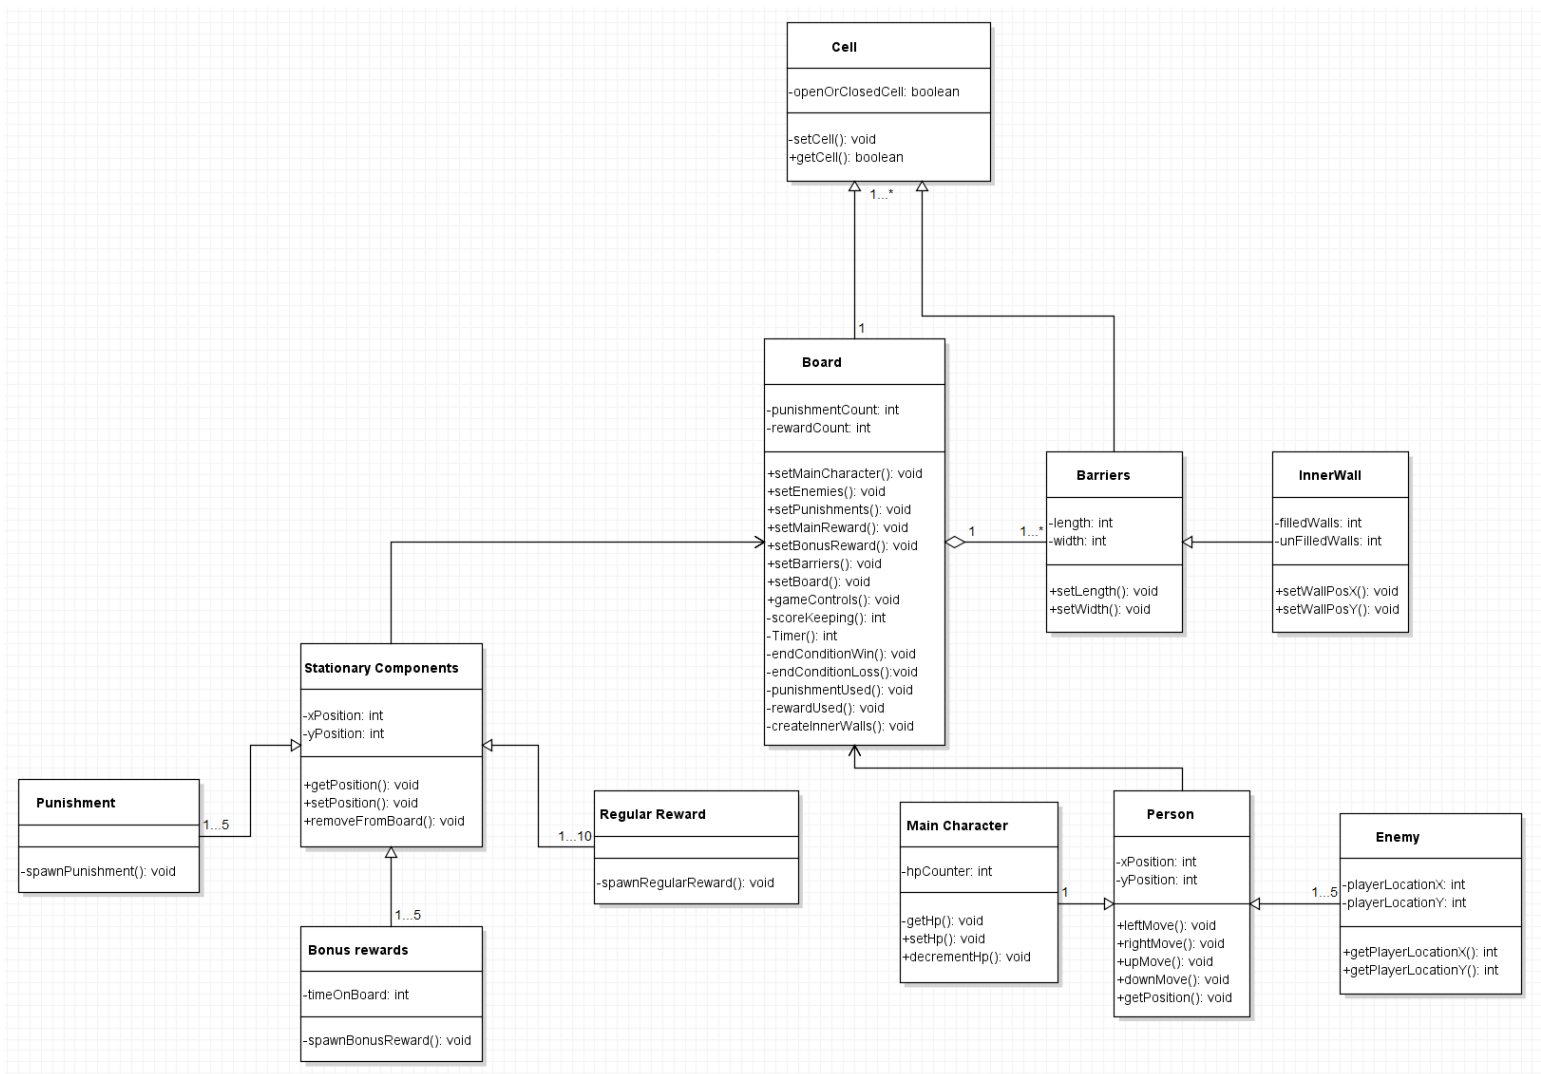 Cell
-openOrClosedCell: boolean
-setCell(): void
+getCell(): boolean
1...*
1
Board
-punishmentCount: int
-rewardCount: int
+setMainCharacter(): void
+setEnemies(): void
+setPunishments(): void
+setMainReward(): void
+setBonusReward(): void
+setBarriers(): void
+setBoard(): void
+gameControls(): void
-scoreKeeping(): int
-Timer(): int
-endConditionWin(): void
-endConditionLoss():void
-punishmentUsed(): void
-rewardUsed(): void
-createInnerWalls(): void
1
1...*
Barriers
-length: int
-width: int
+setLength(): void
+setWidth(): void
InnerWall
-filledWalls: int
-unFilledWalls: int
+setWallPosX(): void
+setWallPosY(): void
Stationary Components
-xPosition: int
-yPosition: int
+getPosition(): void
+setPosition(): void
+removeFromBoard(): void
Punishment
-spawnPunishment(): void
1...5
Regular Reward
-spawnRegularReward(): void
1...10
1...5
Bonus rewards
-timeOnBoard: int
-spawnBonusReward(): void
Main Character
-hpCounter: int
-getHp(): void
+setHp(): void
+decrementHp(): void
1
Person
-xPosition: int
-yPosition: int
+leftMove(): void
+rightMove(): void
+upMove(): void
+downMove(): void
+getPosition(): void
1...5
Enemy
-playerLocationX: int
-playerLocationY: int
+getPlayerLocationX(): int
+getPlayerLocationY(): int